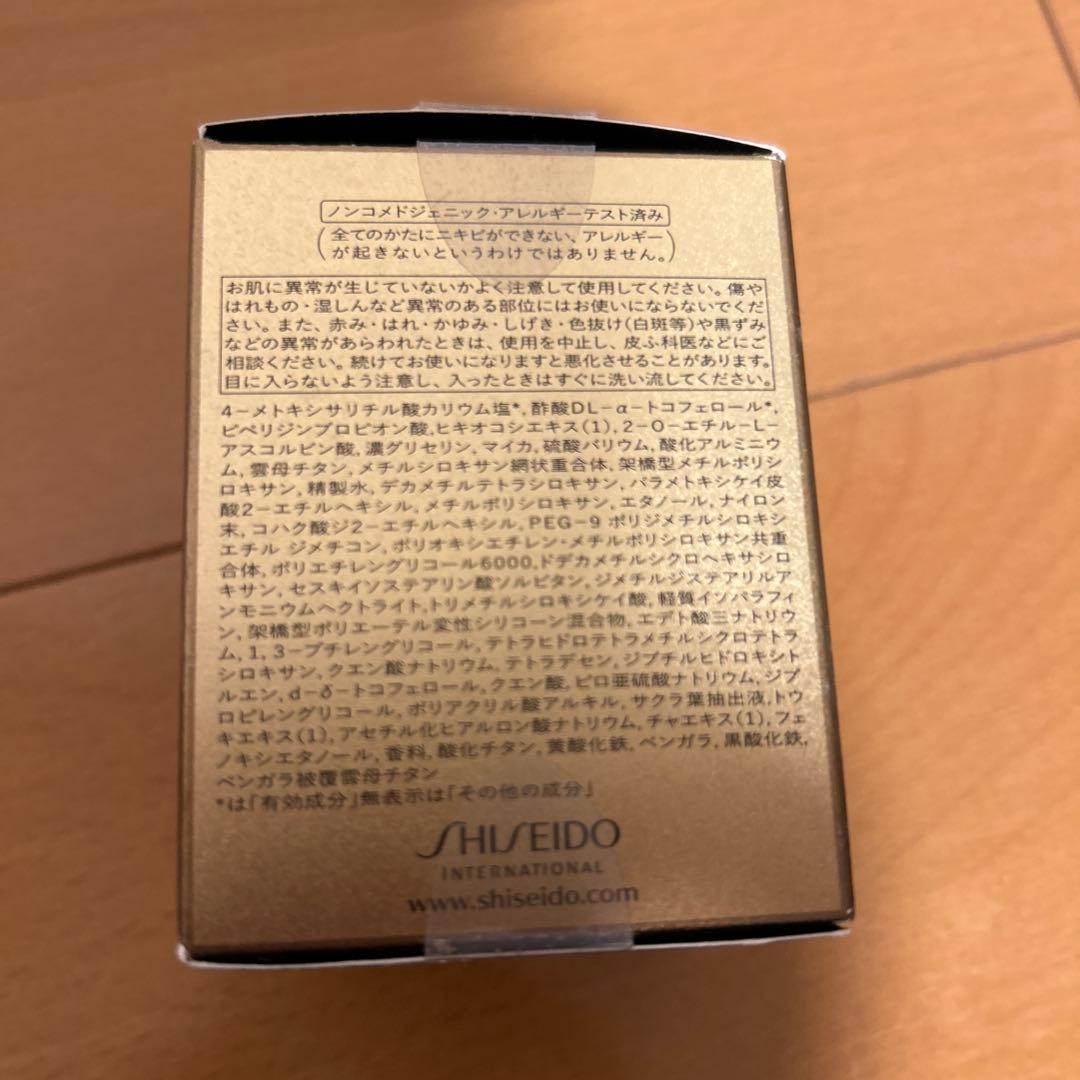 ノンコメドジェニック・アレルギーテスト済み
(全てのかたにニキビができない、アレルギー
が起きないというわけではありません。)
お肌に異常が生じていないかよく注意して使用してください。傷や
はれもの・湿しんなど異常のある部位にはお使いにならないでくだ
さい。また、赤み・はれ・かゆみ・しげき・色抜け(白斑等)や黒ずみ
などの異常があらわれたときは、使用を中止し、皮ふ科医などにご
相談ください。続けてお使いになりますと悪化させることがあります。
目に入らないよう注意し、入ったときはすぐに洗い流してください。
4-メトキシサリチル酸カリウム塩*, 酢酸DL-α-トコフェロール*,
ピペリジンプロピオン酸, ヒキオコシエキス(1), 2-O-エチル-L-
アスコルビン酸, 濃グリセリン, マイカ, 硫酸バリウム, 酸化アルミニウ
ム, 雲母チタン, メチルシロキサン網状重合体, 架橋型メチルポリシ
ロキサン, 精製水, デカメチルテトラシロキサン, パラメトキシケイ皮
酸2-エチルヘキシル, メチルポリシロキサン, エタノール, ナイロン
末, コハク酸ジ2-エチルヘキシル, PEG-9 ポリジメチルシロキシ
エチル ジメチコン, ポリオキシエチレン・メチルポリシロキサン共重
合体, ポリエチレングリコール6000, ドデカメチルシクロヘキサシロ
キサン, セスキイソステアリン酸ソルビタン, ジメチルジステアリルア
ンモニウムヘクトライト, トリメチルシロキシケイ酸, 軽質イソパラフィ
ン, 架橋型ポリエーテル変性シリコーン混合物, エデト酸三ナトリウ
ム, 1, 3-ブチレングリコール, テトラヒドロテトラメチルシクロテトラ
シロキサン, クエン酸ナトリウム, テトラデセン, ジブチルヒドロキシト
ルエン, d-δ-トコフェロール, クエン酸, ピロ亜硫酸ナトリウム, ジプ
ロピレングリコール, ポリアクリル酸アルキル, サクラ葉抽出液, トウ
キエキス(1), アセチル化ヒアルロン酸ナトリウム, チャエキス(1), フェ
ノキシエタノール, 香料, 酸化チタン, 黄酸化鉄, ベンガラ, 黒酸化鉄,
ベンガラ被覆雲母チタン
*は「有効成分」無表示は「その他の成分」
SHISEIDO
INTERNATIONAL
www.shiseido.com